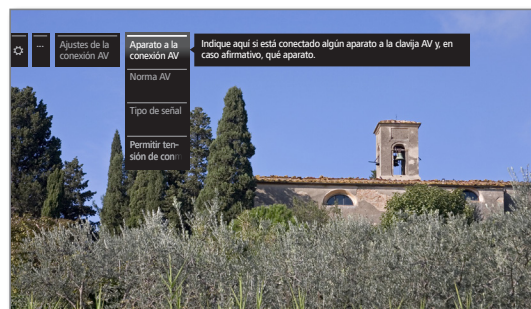 ...
Ajustes de la
conexión AV
Aparato a la
conexión AV
Indique aquí si está conectado algún aparato a la clavija AV y, en
caso afirmativo, qué aparato.
Norma AV
Tipo de señal
Permitir ten-
sión de con